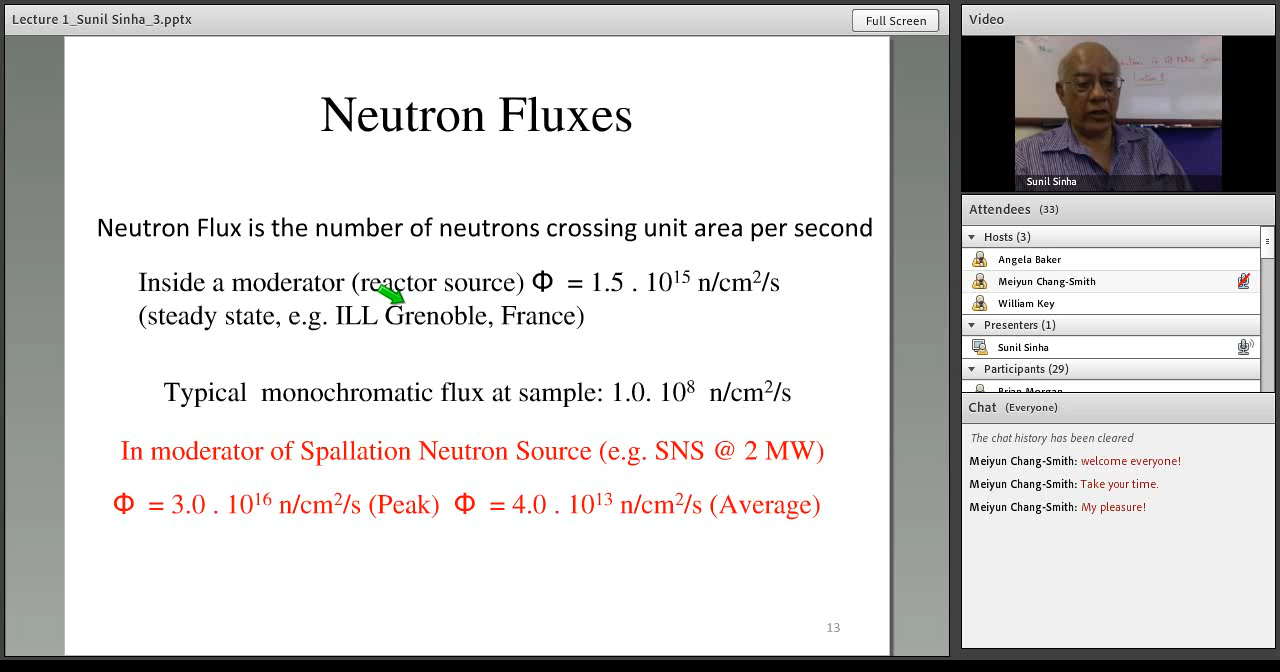 Lecture 1_Sunil Sinha_3.pptx
Full Screen
Neutron Fluxes
Neutron Flux is the number of neutrons crossing unit area per second
Inside a moderator (reactor source) Φ = 1.5 . 10¹⁵ n/cm²/s
(steady state, e.g. ILL Grenoble, France)
Typical monochromatic flux at sample: 1.0. 10⁸ n/cm²/s
In moderator of Spallation Neutron Source (e.g. SNS @ 2 MW)
Φ = 3.0 . 10¹⁶ n/cm²/s (Peak) Φ = 4.0 . 10¹³ n/cm²/s (Average)
13
Video
Lecture 1
Sunil Sinha
Attendees (33)
Hosts (3)
Angela Baker
Meiyun Chang-Smith
William Key
Presenters (1)
Sunil Sinha
Participants (29)
Brian Morgan
Chat (Everyone)
The chat history has been cleared
Meiyun Chang-Smith: welcome everyone!
Meiyun Chang-Smith: Take your time.
Meiyun Chang-Smith: My pleasure!